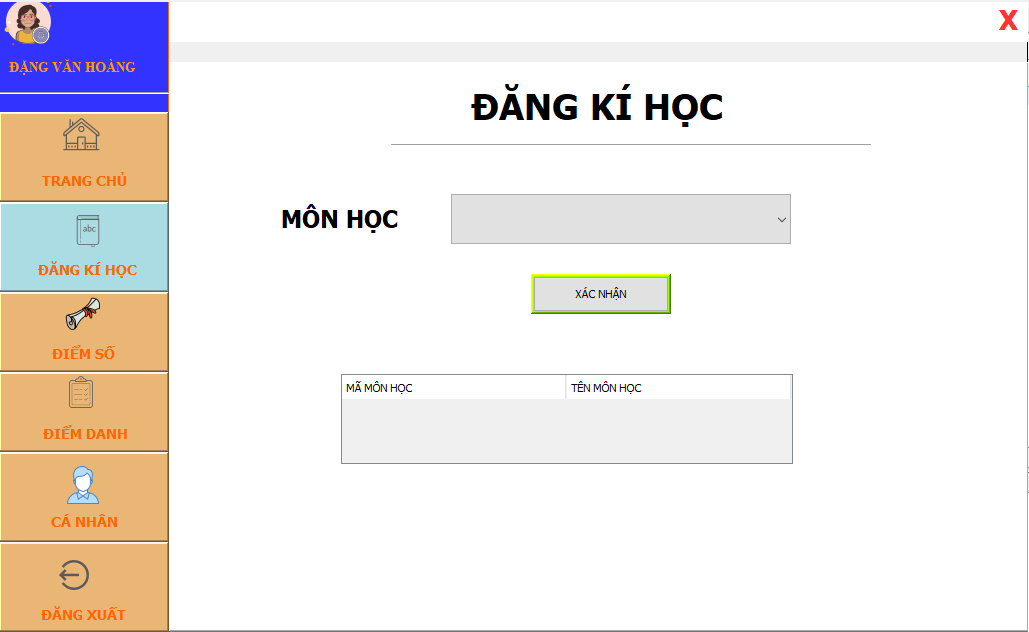 X
ĐẶNG VĂN HOÀNG
ĐĂNG KÍ HỌC
TRANG CHỦ
MÔN HỌC
abc
ĐĂNG KÍ HỌC
XÁC NHẬN
ĐIỂM SỐ
MÃ MÔN HỌC TÊN MÔN HỌC
ĐIỂM DANH
CÁ NHÂN
ĐĂNG XUẤT